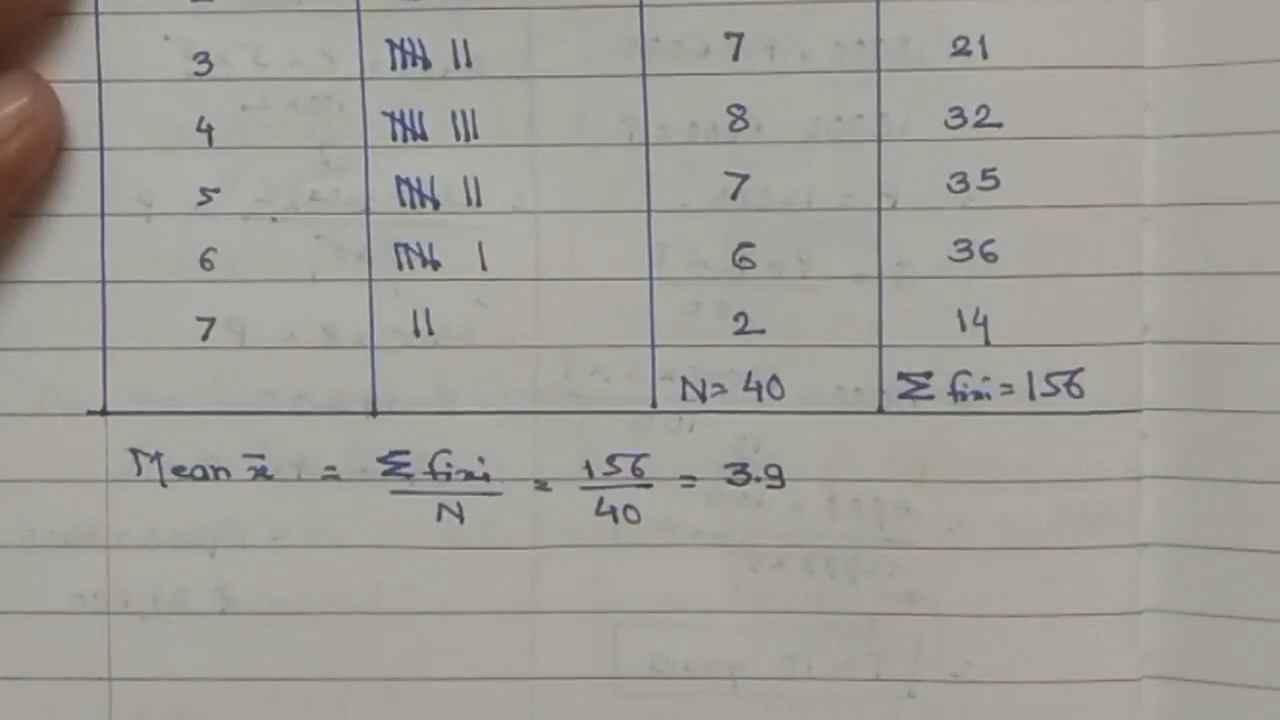 3 𝍸 II 7 21
4 𝍸 III 8 32
5 𝍸 II 7 35
6 𝍸 I 6 36
7 II 2 14
N = 40 Σ fixi = 156
Mean x̄ = Σ fixi / N = 156 / 40 = 3.9